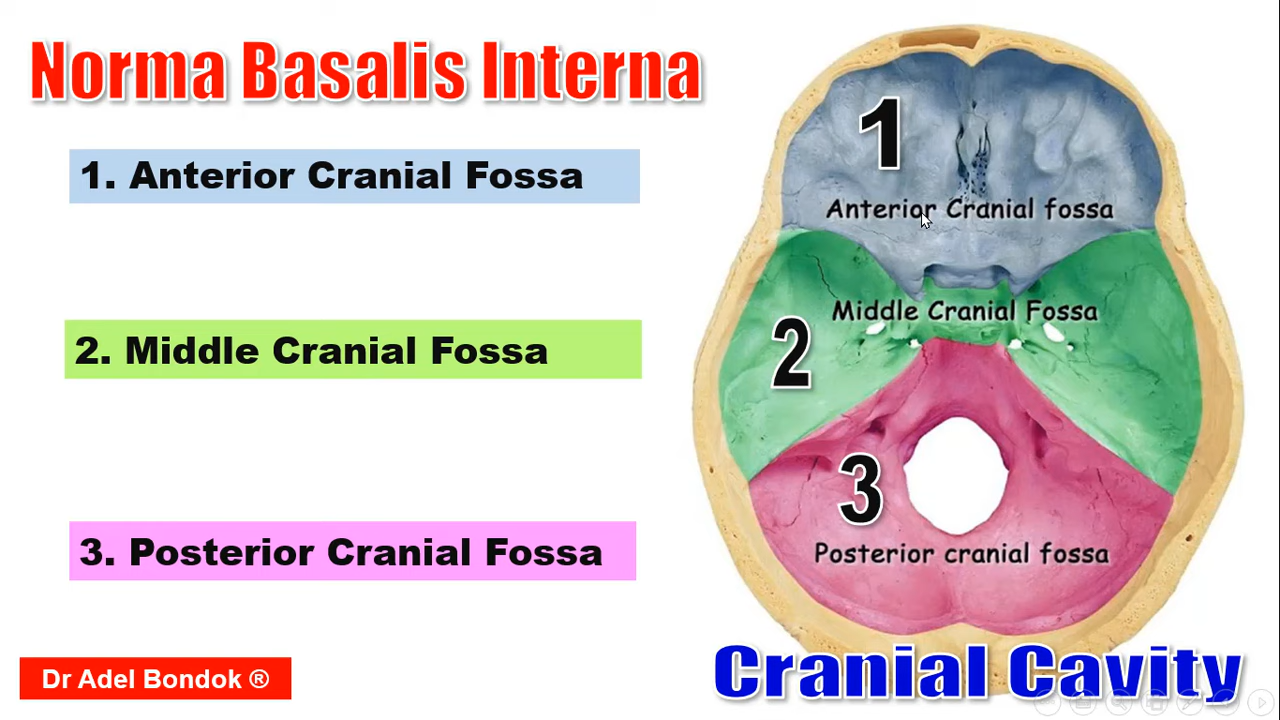 Norma Basalis Interna
1. Anterior Cranial Fossa
2. Middle Cranial Fossa
3. Posterior Cranial Fossa
Dr Adel Bondok ®
1
Anterior Cranial fossa
Middle Cranial Fossa
2
3
Posterior cranial fossa
Cranial Cavity